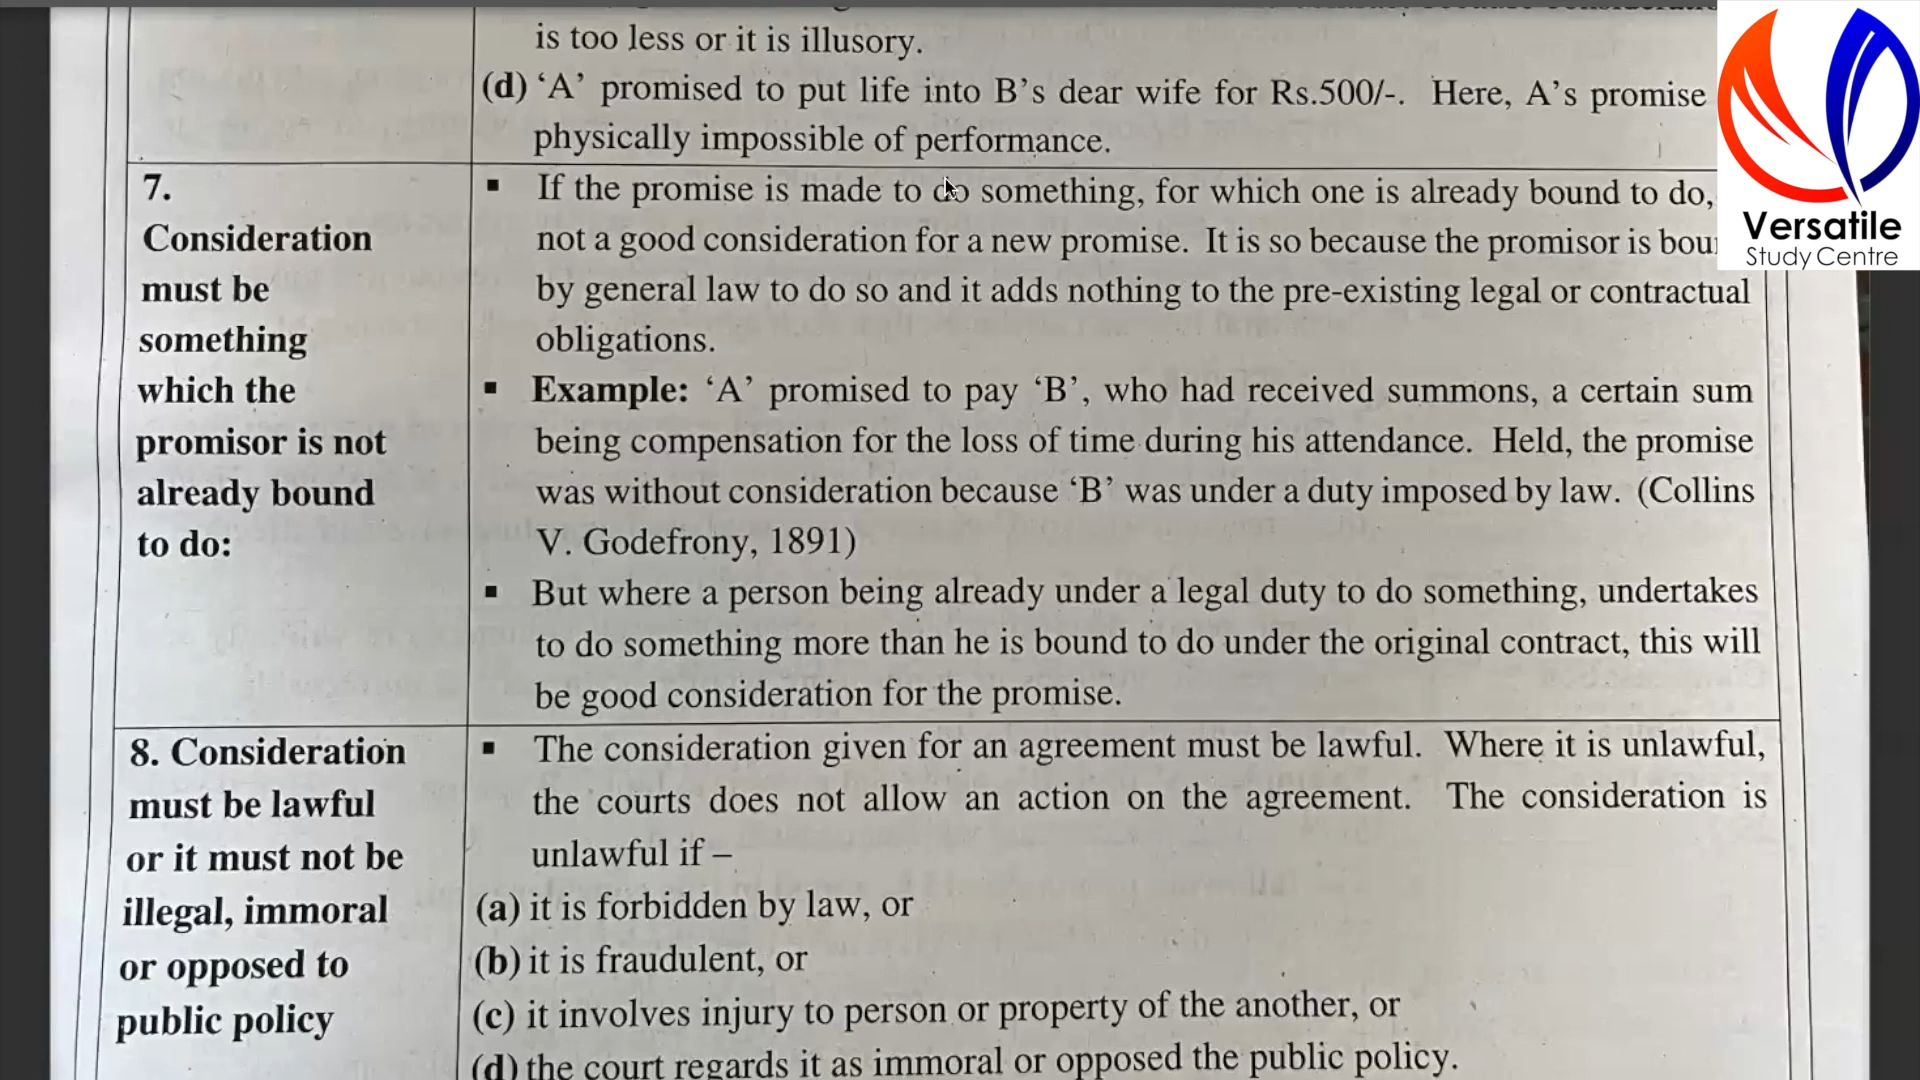 is too less or it is illusory.
(d) ‘A’ promised to put life into B’s dear wife for Rs.500/-. Here, A’s promise
physically impossible of performance.
7.
Consideration
must be
something
which the
promisor is not
already bound
to do:
▪ If the promise is made to do something, for which one is already bound to do,
not a good consideration for a new promise. It is so because the promisor is
by general law to do so and it adds nothing to the pre-existing legal or contractual
obligations.
▪ Example: ‘A’ promised to pay ‘B’, who had received summons, a certain sum
being compensation for the loss of time during his attendance. Held, the promise
was without consideration because ‘B’ was under a duty imposed by law. (Collins
V. Godefrony, 1891)
▪ But where a person being already under a legal duty to do something, undertakes
to do something more than he is bound to do under the original contract, this will
be good consideration for the promise.
8. Consideration
must be lawful
or it must not be
illegal, immoral
or opposed to
public policy
▪ The consideration given for an agreement must be lawful. Where it is unlawful,
the courts does not allow an action on the agreement. The consideration is
unlawful if –
(a) it is forbidden by law, or
(b) it is fraudulent, or
(c) it involves injury to person or property of the another, or
(d) the court regards it as immoral or opposed the public policy.
Versatile
Study Centre